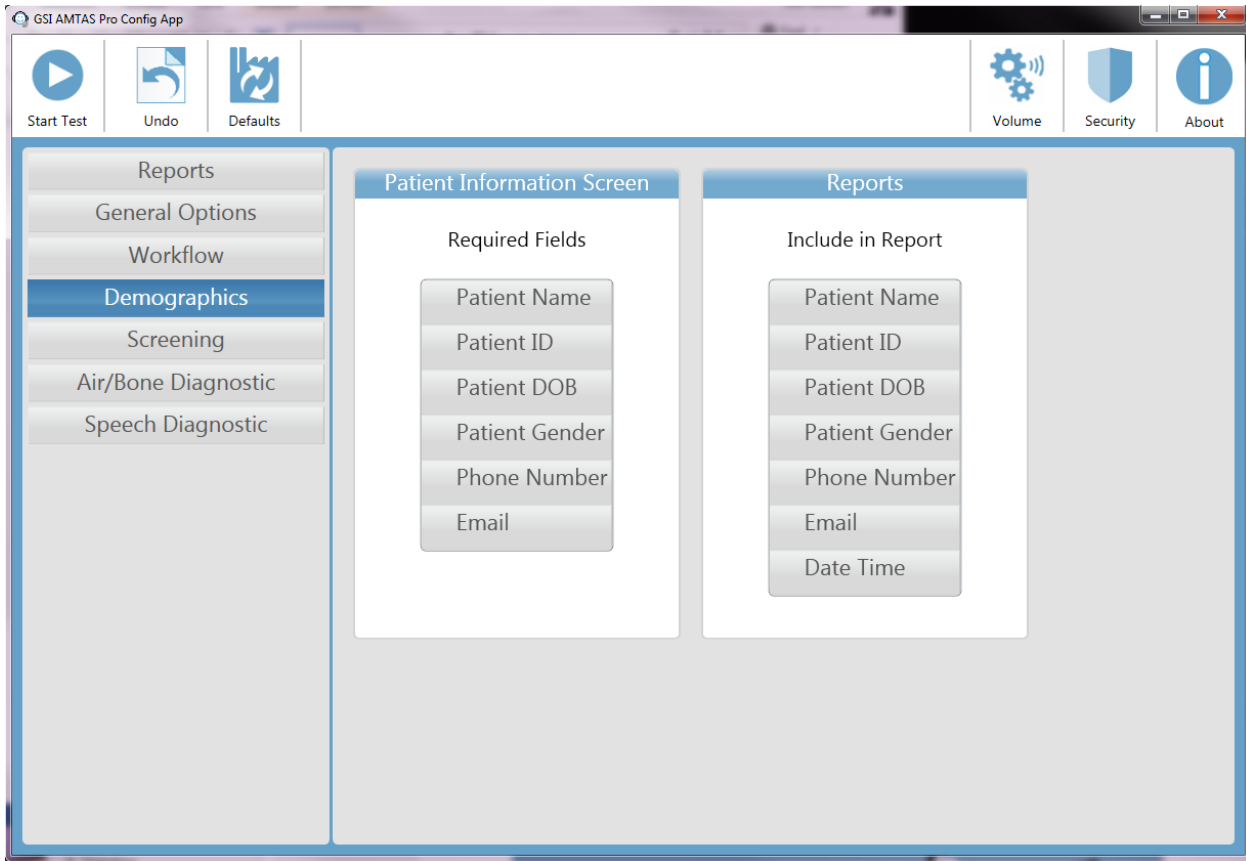 GSI AMTAS Pro Config App
Start Test
Undo
Defaults
Volume
Security
About
Reports
General Options
Workflow
Demographics
Screening
Air/Bone Diagnostic
Speech Diagnostic
Patient Information Screen
Required Fields
Patient Name
Patient ID
Patient DOB
Patient Gender
Phone Number
Email
Reports
Include in Report
Patient Name
Patient ID
Patient DOB
Patient Gender
Phone Number
Email
Date Time